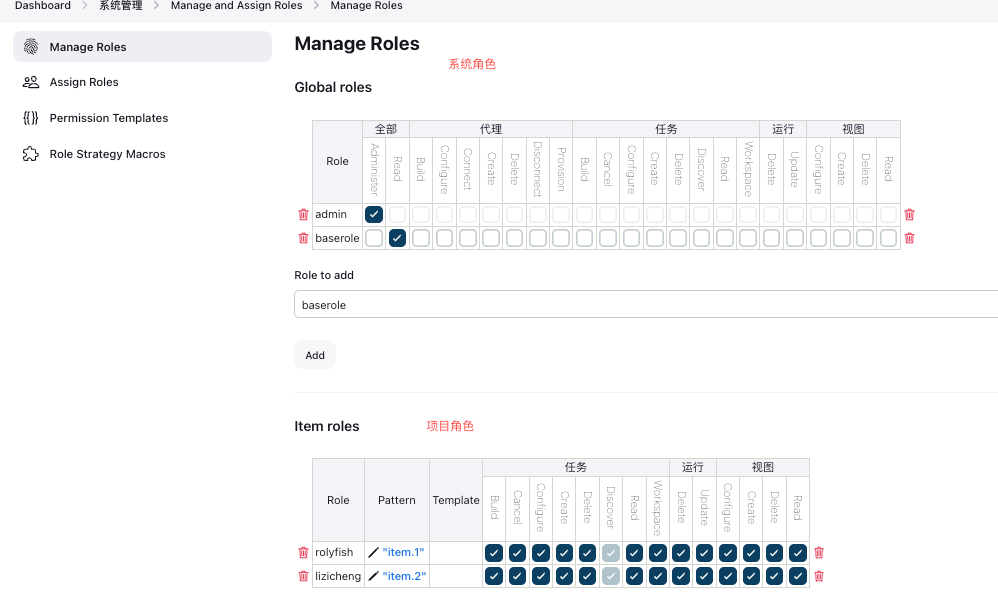 Dashboard > 系统管理 > Manage and Assign Roles > Manage Roles
Manage Roles
Assign Roles
Permission Templates
Role Strategy Macros
Manage Roles
系统角色
Global roles
Role 全部 代理 任务 运行 视图
Administer Read Build Configure Connect Create Delete Disconnect Provision Build Cancel Configure Create Delete Discover Read Workspace Delete Update Configure Create Delete Read
admin
baserole
Role to add
baserole
Add
Item roles 项目角色
Role Pattern Template 任务 运行 视图
Build Cancel Configure Create Delete Discover Read Workspace Delete Update Configure Create Delete Read
rolyfish "item.1"
lizicheng "item.2"